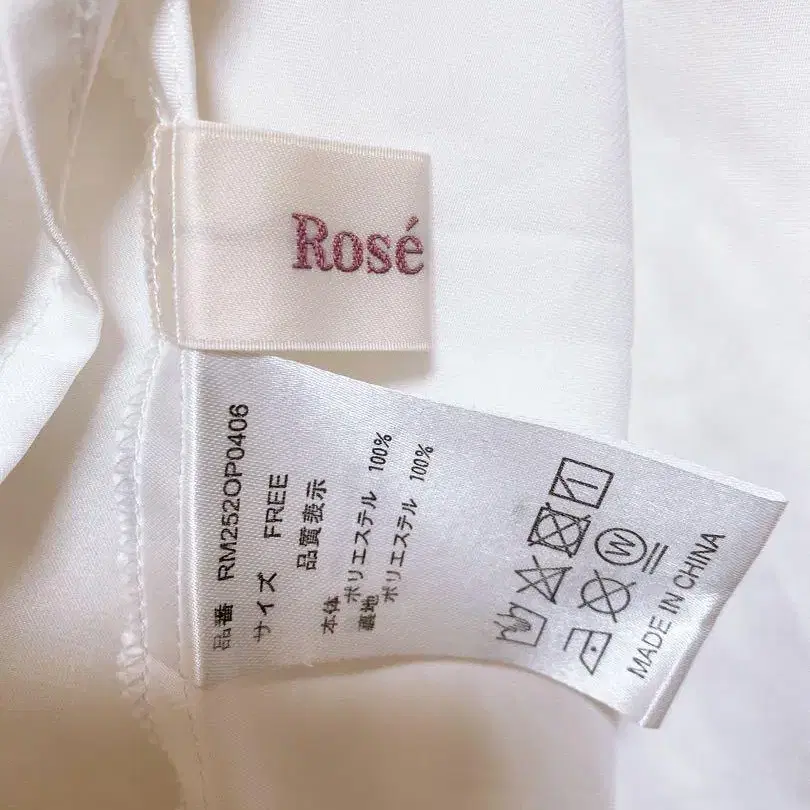 Rosé
品番 RM252OP0406
サイズ FREE
品質表示
本体 ポリエステル 100%
裏地 ポリエステル 100%
W
MADE IN CHINA